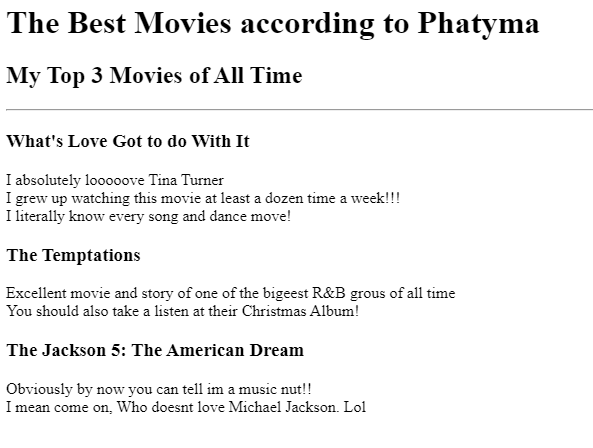 The Best Movies according to Phatyma
My Top 3 Movies of All Time
What's Love Got to do With It
I absolutely looooove Tina Turner
I grew up watching this movie at least a dozen time a week!!!
I literally know every song and dance move!
The Temptations
Excellent movie and story of one of the bigeest R&B grous of all time
You should also take a listen at their Christmas Album!
The Jackson 5: The American Dream
Obviously by now you can tell im a music nut!!
I mean come on, Who doesnt love Michael Jackson. Lol